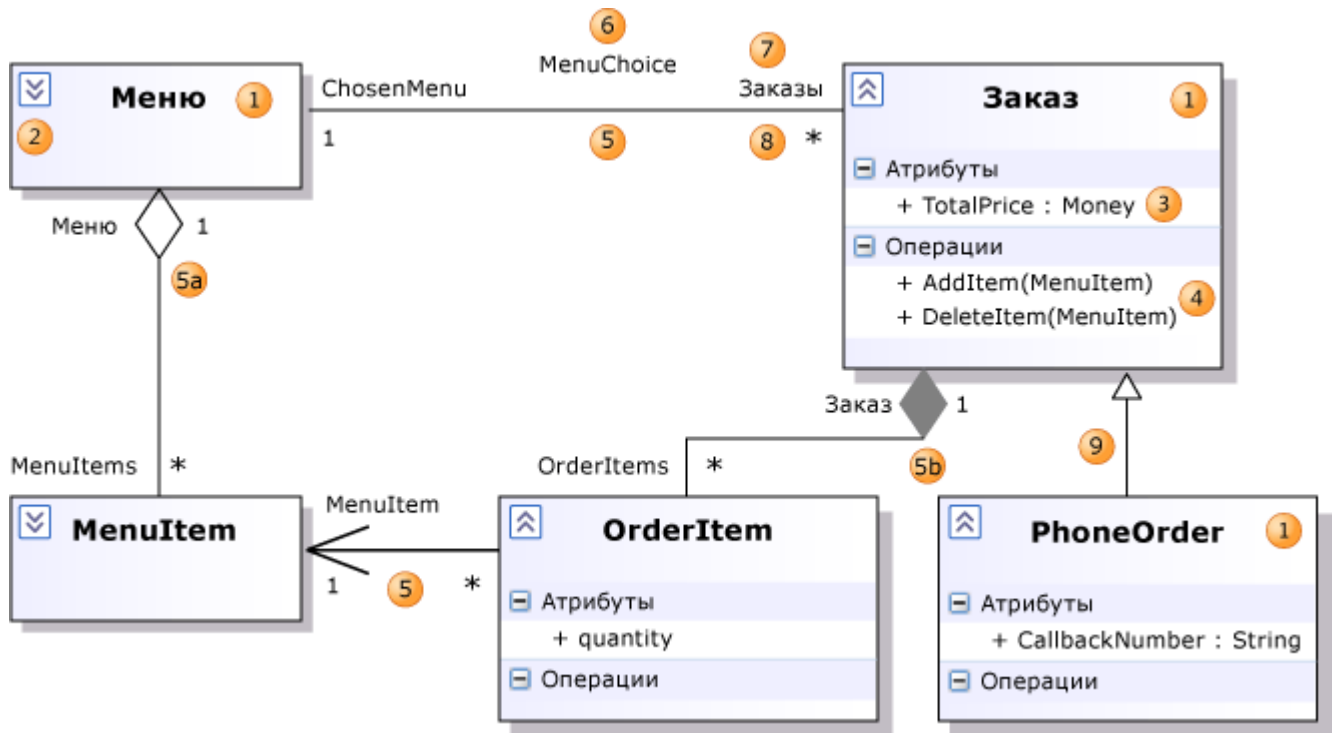 6
MenuChoice
7
Меню 1
2
ChosenMenu
Заказы
1
5
8 *
Заказ 1
Атрибуты
+ TotalPrice : Money 3
Операции
+ AddItem(MenuItem)
+ DeleteItem(MenuItem) 4
Меню 1
5a
Заказ 1
5b
9
MenuItems *
OrderItems *
MenuItem
MenuItem
1 5 *
OrderItem
Атрибуты
+ quantity
Операции
PhoneOrder 1
Атрибуты
+ CallbackNumber : String
Операции